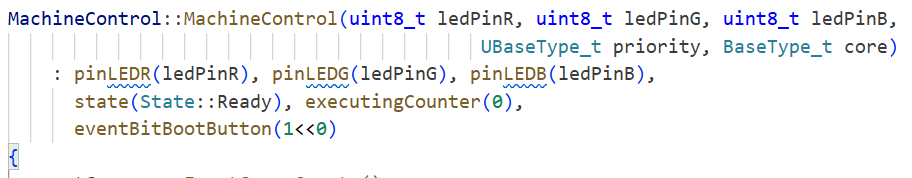 MachineControl::MachineControl(uint8_t ledPinR, uint8_t ledPinG, uint8_t ledPinB,
UBaseType_t priority, BaseType_t core)
: pinLEDR(ledPinR), pinLEDG(ledPinG), pinLEDB(ledPinB),
state(State::Ready), executingCounter(0),
eventBitBootButton(1<<0)
{